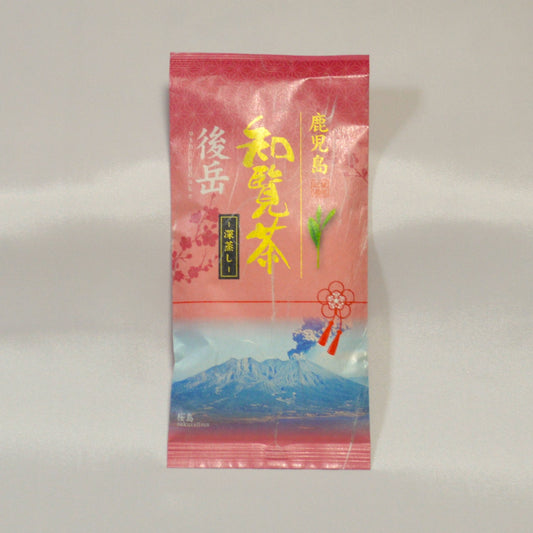 鹿児島
知覧茶
～深蒸し～
後岳
桜島
sakurajima